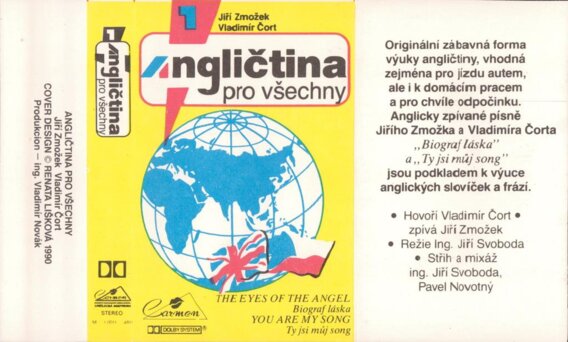 ANGLIČTINA PRO VŠECHNY
Jiří Zmožek Vladimír Čort
COVER DESIGN © RENATA LIŠKOVÁ 1990
Produkcion — ing. Vladimír Novák
1
Angličtina
pro všechny
STEREO
1
Jiří Zmožek
Vladimír Čort
Angličtina
pro všechny
THE EYES OF THE ANGEL
Biograf láska
YOU ARE MY SONG
Ty jsi můj song
Carmon
DOLBY SYSTEM
Originální zábavná forma
výuky angličtiny, vhodná
zejména pro jízdu autem,
ale i k domácím pracem
a pro chvíle odpočinku.
Anglicky zpívané písně
Jiřího Zmožka a Vladimíra Čorta
„Biograf láska”
a „Ty jsi můj song”
jsou podkladem k výuce
anglických slovíček a frází.
• Hovoří Vladimír Čort •
zpívá Jiří Zmožek
• Režie Ing. Jiří Svoboda
• Střih a mixáž
ing. Jiří Svoboda,
Pavel Novotný